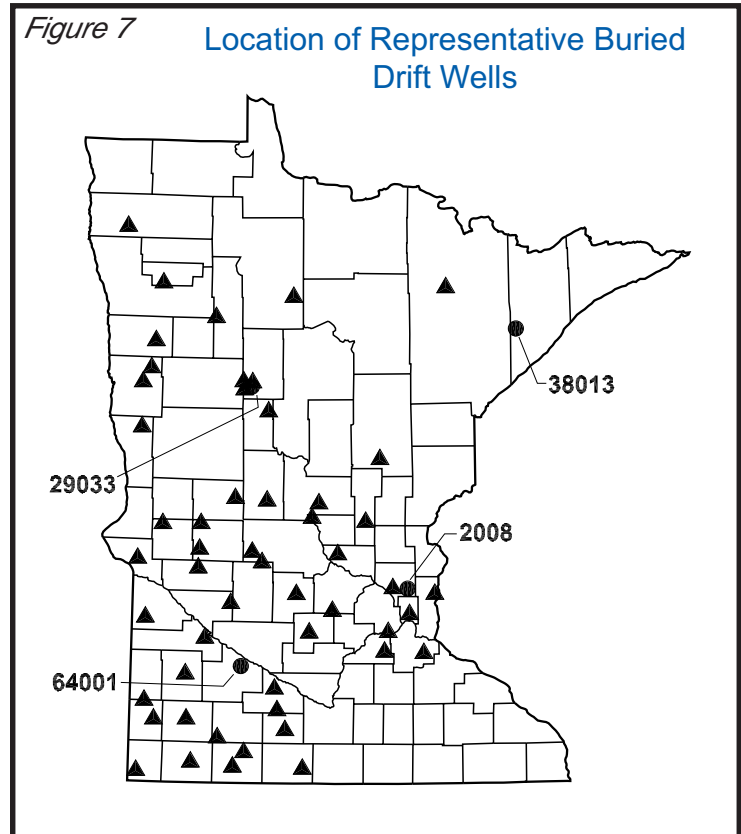 Figure 7
Location of Representative Buried
Drift Wells
38013
29033
2008
64001